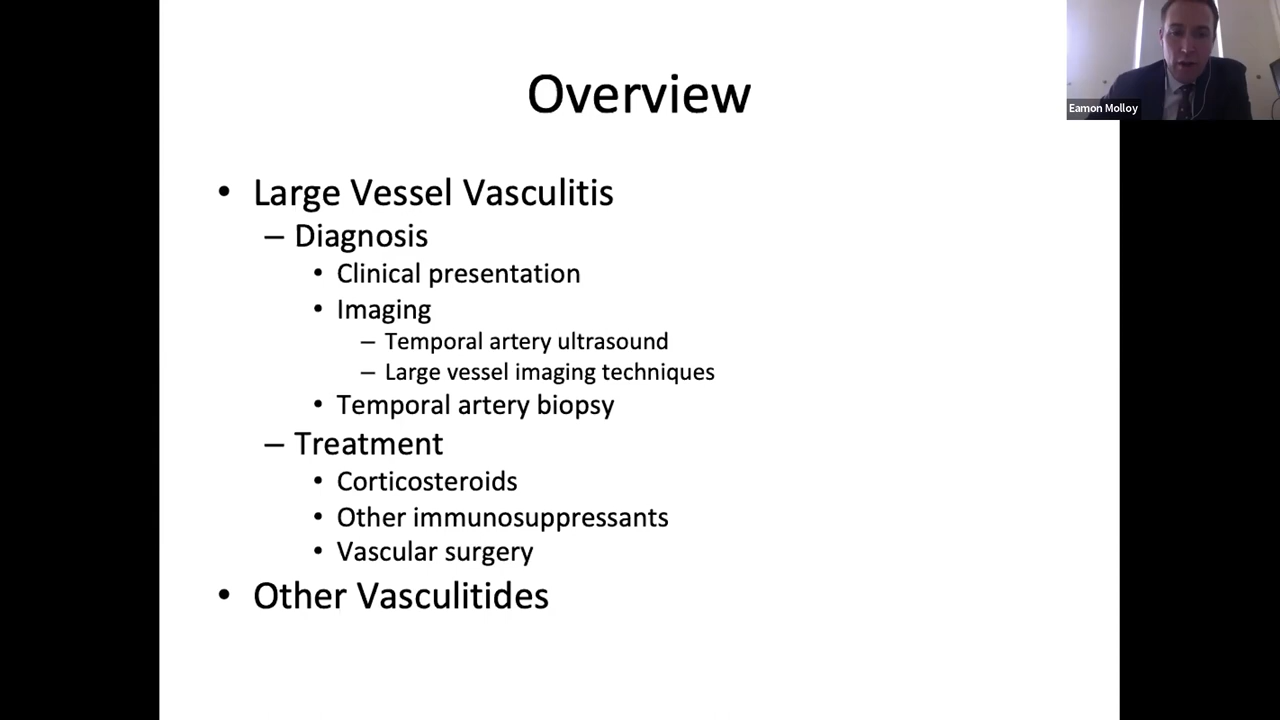 Overview
Eamon Molloy
• Large Vessel Vasculitis
– Diagnosis
• Clinical presentation
• Imaging
– Temporal artery ultrasound
– Large vessel imaging techniques
• Temporal artery biopsy
– Treatment
• Corticosteroids
• Other immunosuppressants
• Vascular surgery
• Other Vasculitides